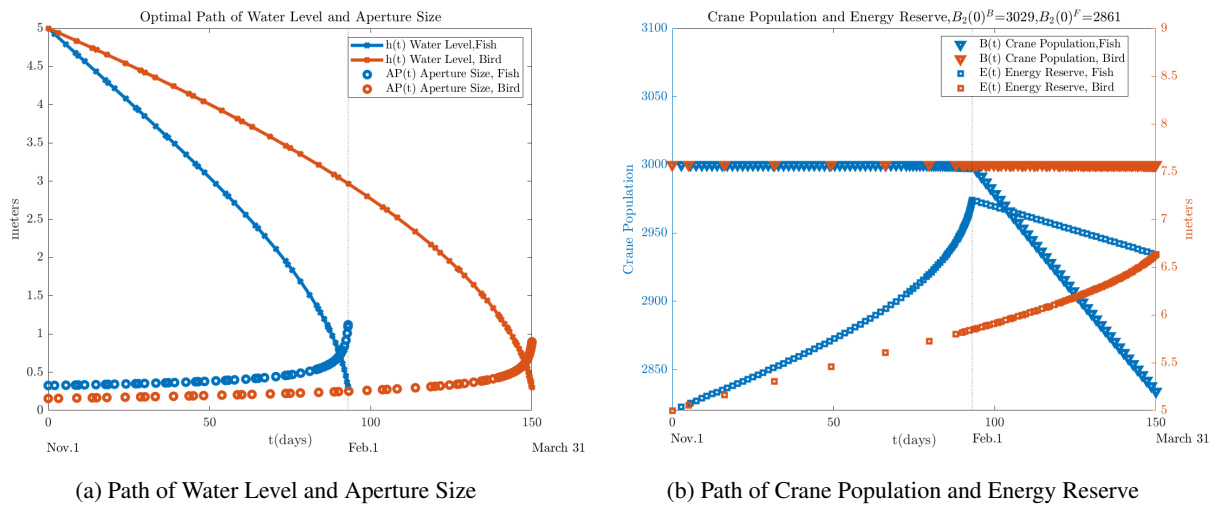 Optimal Path of Water Level and Aperture Size
h(t) Water Level,Fish
h(t) Water Level, Bird
AP(t) Aperture Size, Fish
AP(t) Aperture Size, Bird
meters
5
4.5
4
3.5
3
2.5
2
1.5
1
0.5
0
0 50 100 150
t(days)
Nov.1 Feb.1 March 31
(a) Path of Water Level and Aperture Size
Crane Population and Energy Reserve,B₂(0)ᴮ=3029,B₂(0)ᶠ=2861
B(t) Crane Population,Fish
B(t) Crane Population, Bird
E(t) Energy Reserve, Fish
E(t) Energy Reserve, Bird
Crane Population
3100
3050
3000
2950
2900
2850
meters
9
8.5
8
7.5
7
6.5
6
5.5
5
0 50 100 150
t(days)
Nov.1 Feb.1 March 31
(b) Path of Crane Population and Energy Reserve